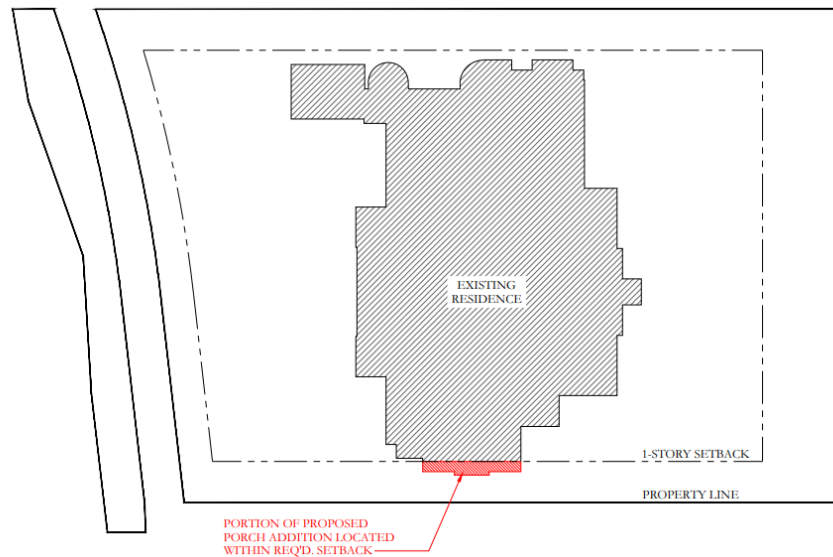 EXISTING
RESIDENCE
1-STORY SETBACK
PROPERTY LINE
PORTION OF PROPOSED
PORCH ADDITION LOCATED
WITHIN REQ'D. SETBACK